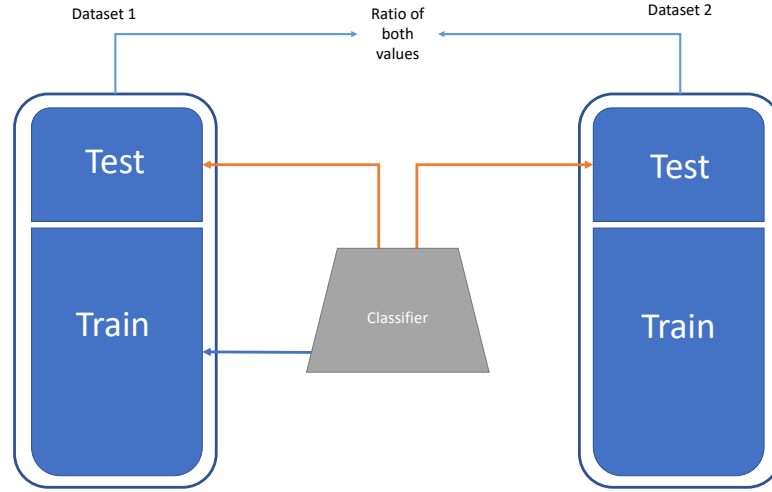 Dataset 1
Ratio of
both
values
Dataset 2
Test
Test
Train
Classifier
Train